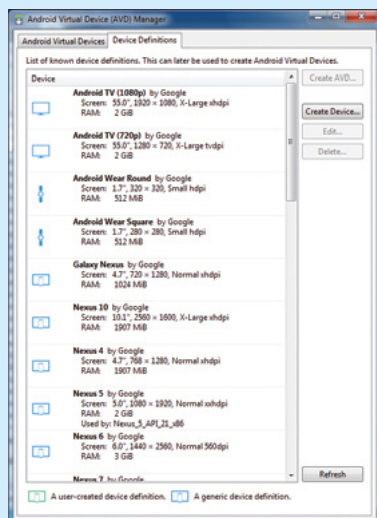 Android Virtual Device (AVD) Manager
Android Virtual Devices
Device Definitions
List of known device definitions. This can later be used to create Android Virtual Devices.
Device
Create AVD...
Android TV (1080p) by Google
Screen: 55.0", 1920 × 1080, X-Large xhdpi
RAM: 2 GiB
Create Device...
Edit...
Delete...
Android TV (720p) by Google
Screen: 55.0", 1280 × 720, X-Large tvdpi
RAM: 2 GiB
Android Wear Round by Google
Screen: 1.7", 320 × 320, Small hdpi
RAM: 512 MiB
Android Wear Square by Google
Screen: 1.7", 280 × 280, Small hdpi
RAM: 512 MiB
Galaxy Nexus by Google
Screen: 4.7", 720 × 1280, Normal xhdpi
RAM: 1024 MiB
Nexus 10 by Google
Screen: 10.1", 2560 × 1600, X-Large xhdpi
RAM: 1907 MiB
Nexus 4 by Google
Screen: 4.7", 768 × 1280, Normal xhdpi
RAM: 1907 MiB
Nexus 5 by Google
Screen: 5.0", 1080 × 1920, Normal xxhdpi
RAM: 2 GiB
Used by: Nexus_5_API_21_x86
Nexus 6 by Google
Screen: 6.0", 1440 × 2560, Normal 560dpi
RAM: 3 GiB
Nexus 7 by Google
Refresh
A user-created device definition.
A generic device definition.